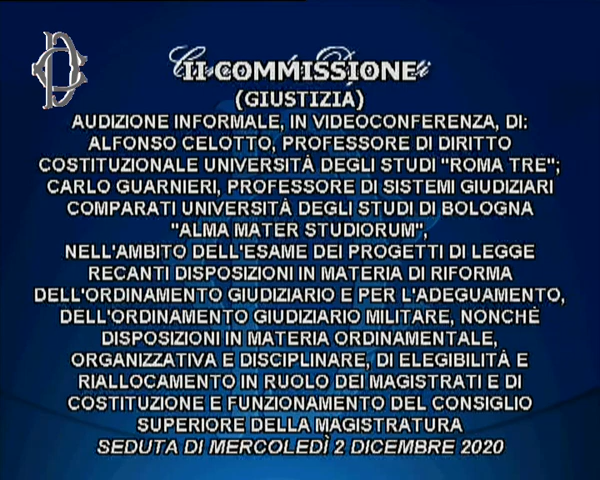 II COMMISSIONE
(GIUSTIZIA)
AUDIZIONE INFORMALE, IN VIDEOCONFERENZA, DI:
ALFONSO CELOTTO, PROFESSORE DI DIRITTO
COSTITUZIONALE UNIVERSITÀ DEGLI STUDI "ROMA TRE";
CARLO GUARNIERI, PROFESSORE DI SISTEMI GIUDIZIARI
COMPARATI UNIVERSITÀ DEGLI STUDI DI BOLOGNA
"ALMA MATER STUDIORUM",
NELL'AMBITO DELL'ESAME DEI PROGETTI DI LEGGE
RECANTI DISPOSIZIONI IN MATERIA DI RIFORMA
DELL'ORDINAMENTO GIUDIZIARIO E PER L'ADEGUAMENTO,
DELL'ORDINAMENTO GIUDIZIARIO MILITARE, NONCHÈ
DISPOSIZIONI IN MATERIA ORDINAMENTALE,
ORGANIZZATIVA E DISCIPLINARE, DI ELEGIBILITÀ E
RIALLOCAMENTO IN RUOLO DEI MAGISTRATI E DI
COSTITUZIONE E FUNZIONAMENTO DEL CONSIGLIO
SUPERIORE DELLA MAGISTRATURA
SEDUTA DI MERCOLEDÌ 2 DICEMBRE 2020